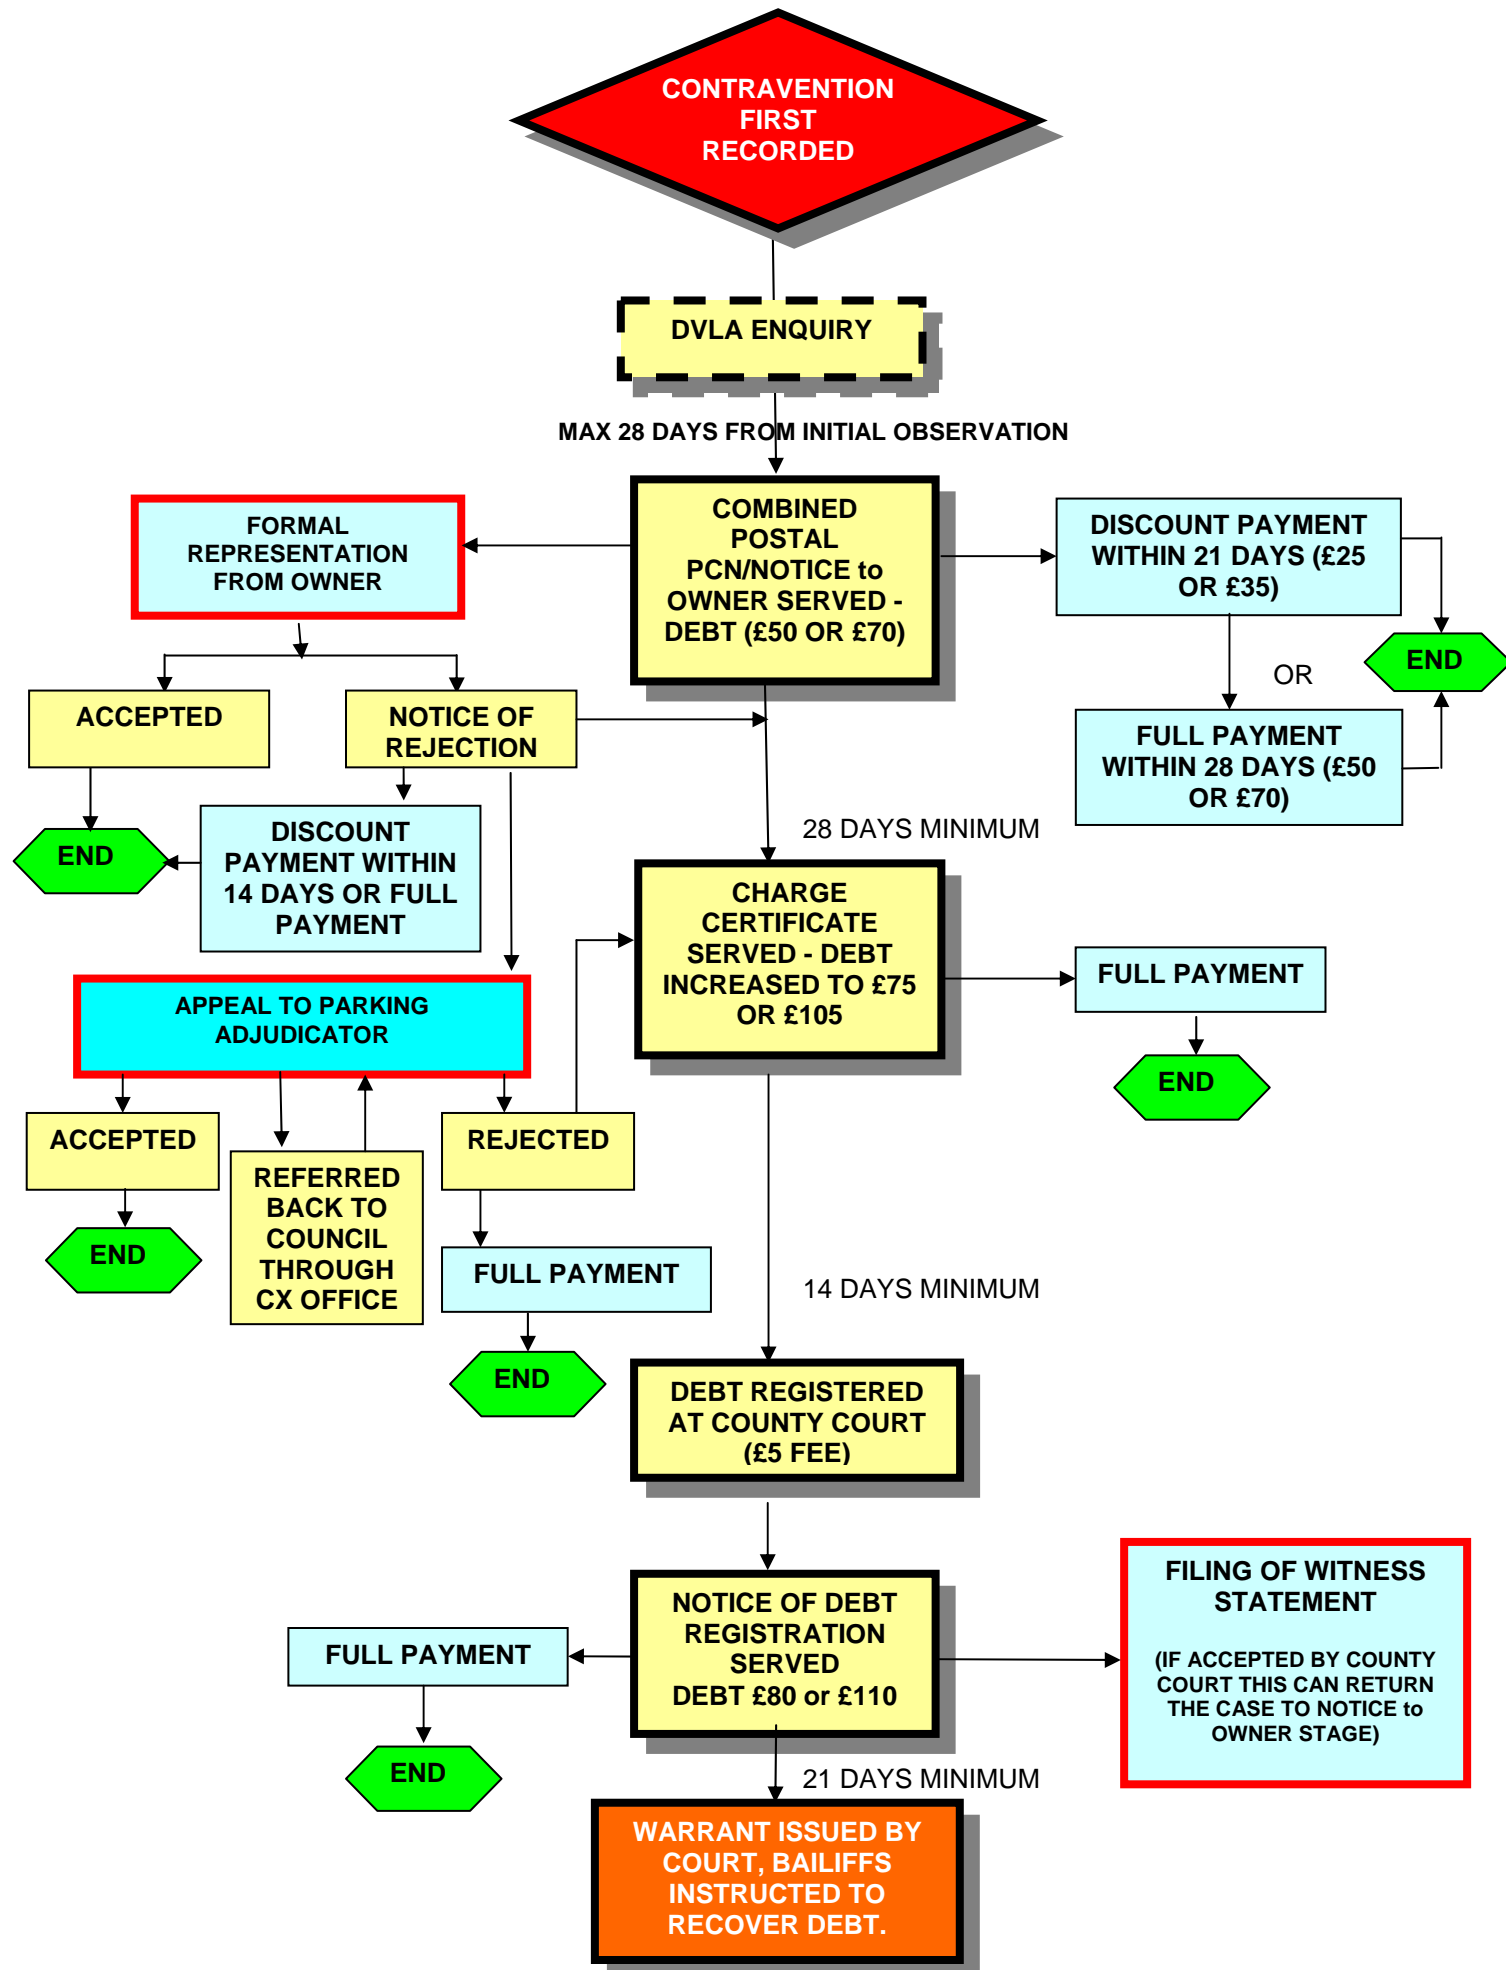 CONTRAVENTION
FIRST
RECORDED
DVLA ENQUIRY
MAX 28 DAYS FROM INITIAL OBSERVATION
COMBINED
POSTAL
PCN/NOTICE to
OWNER SERVED -
DEBT (£50 OR £70)
FORMAL
REPRESENTATION
FROM OWNER
DISCOUNT PAYMENT
WITHIN 21 DAYS (£25
OR £35)
END
OR
FULL PAYMENT
WITHIN 28 DAYS (£50
OR £70)
ACCEPTED
NOTICE OF
REJECTION
END
DISCOUNT
PAYMENT WITHIN
14 DAYS OR FULL
PAYMENT
28 DAYS MINIMUM
CHARGE
CERTIFICATE
SERVED - DEBT
INCREASED TO £75
OR £105
FULL PAYMENT
END
APPEAL TO PARKING
ADJUDICATOR
ACCEPTED
END
REFERRED
BACK TO
COUNCIL
THROUGH
CX OFFICE
REJECTED
FULL PAYMENT
END
14 DAYS MINIMUM
DEBT REGISTERED
AT COUNTY COURT
(£5 FEE)
NOTICE OF DEBT
REGISTRATION
SERVED
DEBT £80 or £110
FULL PAYMENT
END
FILING OF WITNESS
STATEMENT
(IF ACCEPTED BY COUNTY
COURT THIS CAN RETURN
THE CASE TO NOTICE to
OWNER STAGE)
21 DAYS MINIMUM
WARRANT ISSUED BY
COURT, BAILIFFS
INSTRUCTED TO
RECOVER DEBT.